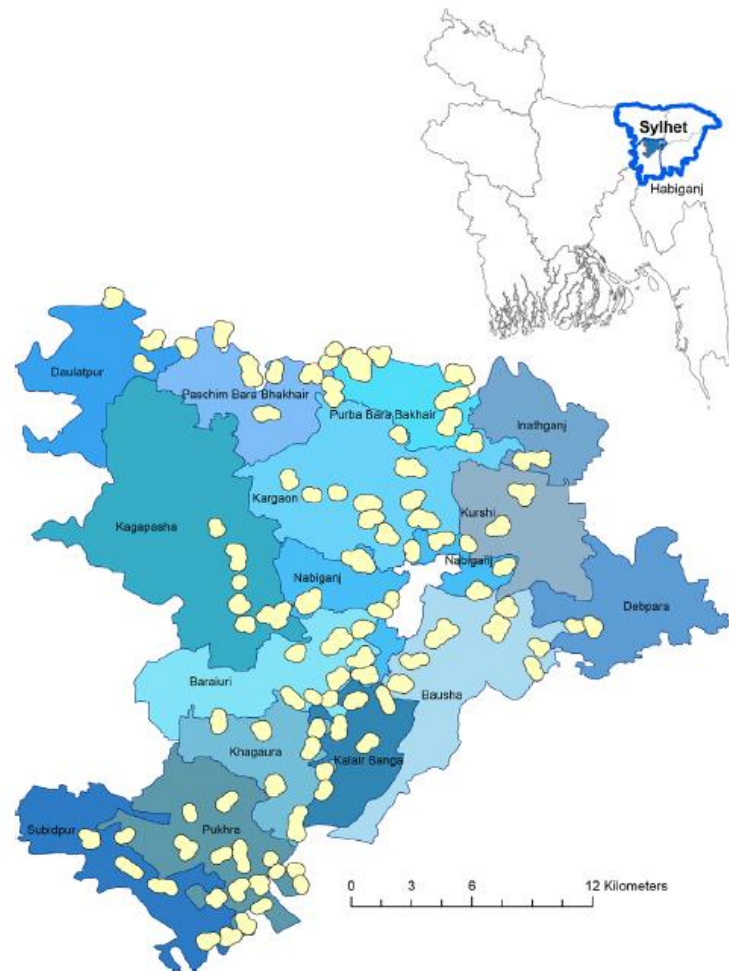 Sylhet
Habiganj
Daulatpur
Paschim Bara Bhakhair
Purba Bara Bakhair
Inathganj
Kargaon
Kurshi
Kagapasha
Nabiganj
Nabiganj
Debpara
Baraiuri
Bausha
Khagaura
Kalair Banga
Subidpur
Pukhra
0 3 6 12 Kilometers